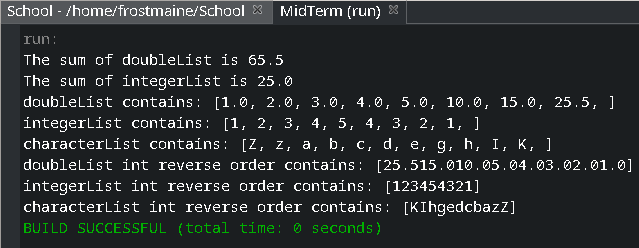 School - /home/frostmaine/School MidTerm (run)
run:
The sum of doubleList is 65.5
The sum of integerList is 25.0
doubleList contains: [1.0, 2.0, 3.0, 4.0, 5.0, 10.0, 15.0, 25.5, ]
integerList contains: [1, 2, 3, 4, 5, 4, 3, 2, 1, ]
characterList contains: [Z, z, a, b, c, d, e, g, h, I, K, ]
doubleList int reverse order contains: [25.515.010.05.04.03.02.01.0]
integerList int reverse order contains: [123454321]
characterList int reverse order contains: [KIhgedcbazZ]
BUILD SUCCESSFUL (total time: 0 seconds)